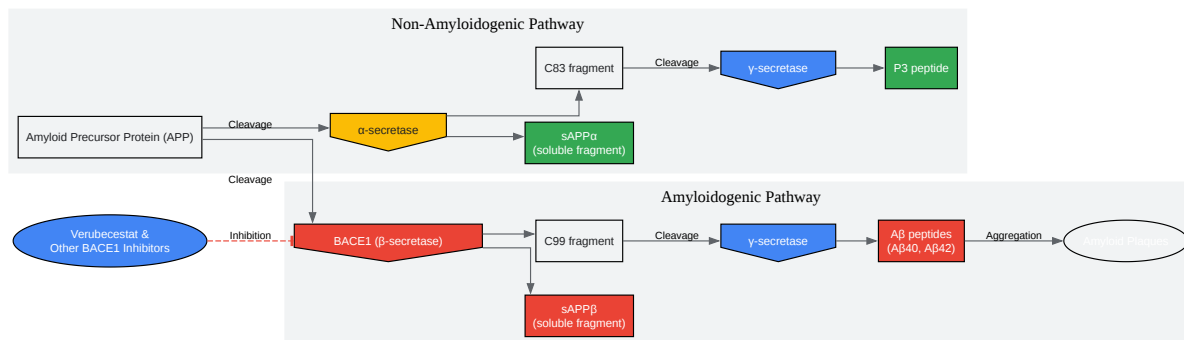 Non-Amyloidogenic Pathway
C83 fragment
Cleavage
γ-secretase
P3 peptide
Amyloid Precursor Protein (APP)
Cleavage
α-secretase
sAPPα
(soluble fragment)
Cleavage
Amyloidogenic Pathway
Verubecestat &
Other BACE1 Inhibitors
Inhibition
BACE1 (β-secretase)
C99 fragment
Cleavage
γ-secretase
Aβ peptides
(Aβ40, Aβ42)
Aggregation
Amyloid Plaques
sAPPβ
(soluble fragment)